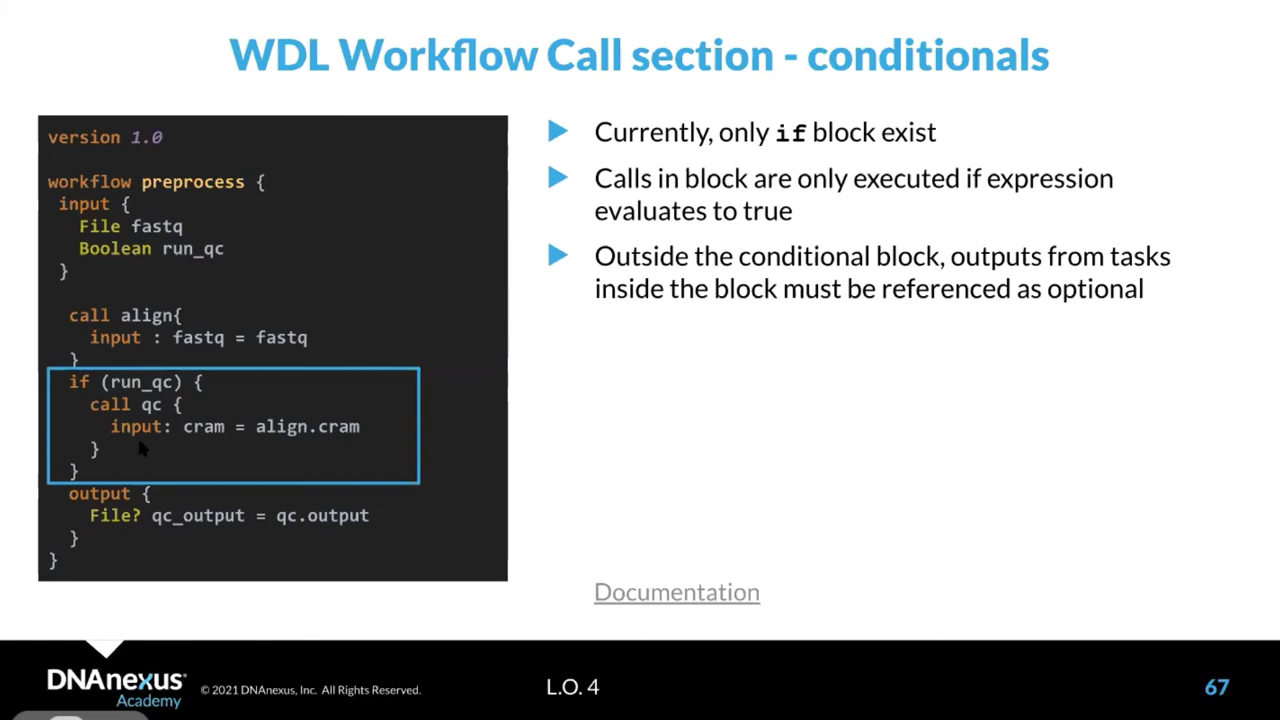 WDL Workflow Call section - conditionals
version 1.0
workflow preprocess {
input {
File fastq
Boolean run_qc
}
call align{
input : fastq = fastq
}
if (run_qc) {
call qc {
input: cram = align.cram
}
}
output {
File? qc_output = qc.output
}
}
Currently, only if block exist
Calls in block are only executed if expression
evaluates to true
Outside the conditional block, outputs from tasks
inside the block must be referenced as optional
Documentation
DNAnexus®
Academy
© 2021 DNAnexus, Inc. All Rights Reserved.
L.O. 4
67